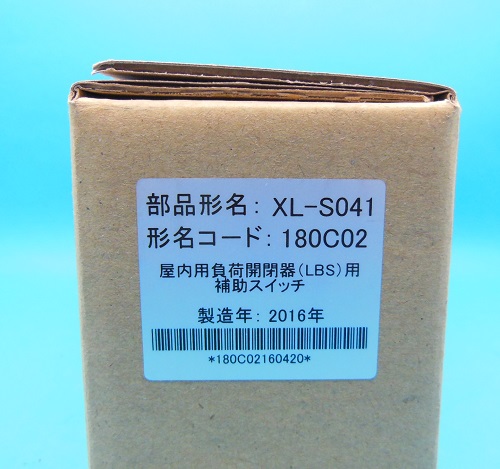 部品形名: XL-S041
形名コード: 180C02
屋内用負荷開閉器(LBS)用
補助スイッチ
製造年: 2016年
*180C02160420*